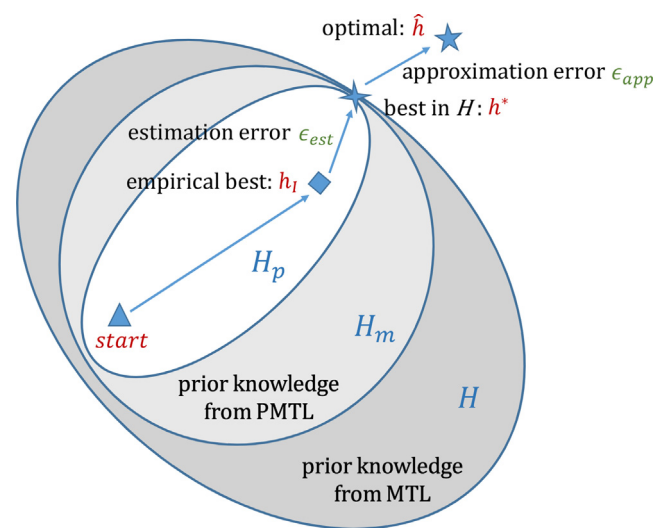 optimal: ĥ
approximation error ϵ_app
best in H: h*
estimation error ϵ_est
empirical best: h_I
H_p
start
H_m
prior knowledge
from PMTL
H
prior knowledge
from MTL